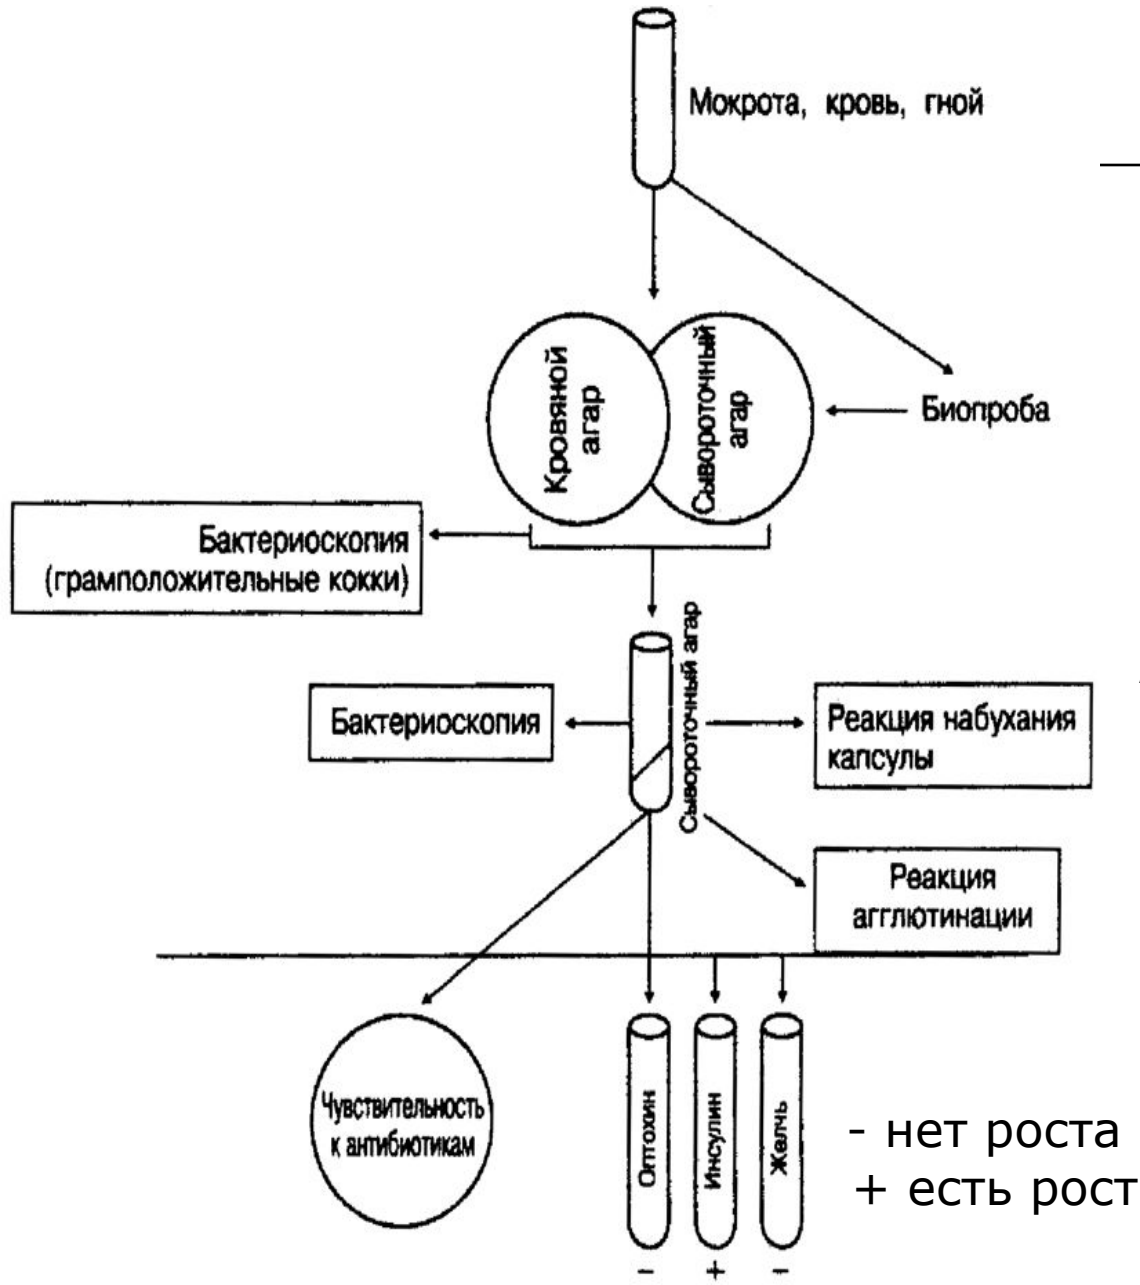 Мокрота, кровь, гной
Кровяной
агар
Сывороточный
агар
Биопроба
Бактериоскопия
(грамположительные кокки)
Сывороточный агар
Бактериоскопия
Реакция набухания
капсулы
Реакция
агглютинации
Чувствительность
к антибиотикам
Оптохин
Инсулин
Желчь
- нет роста
+ есть рост
- + -